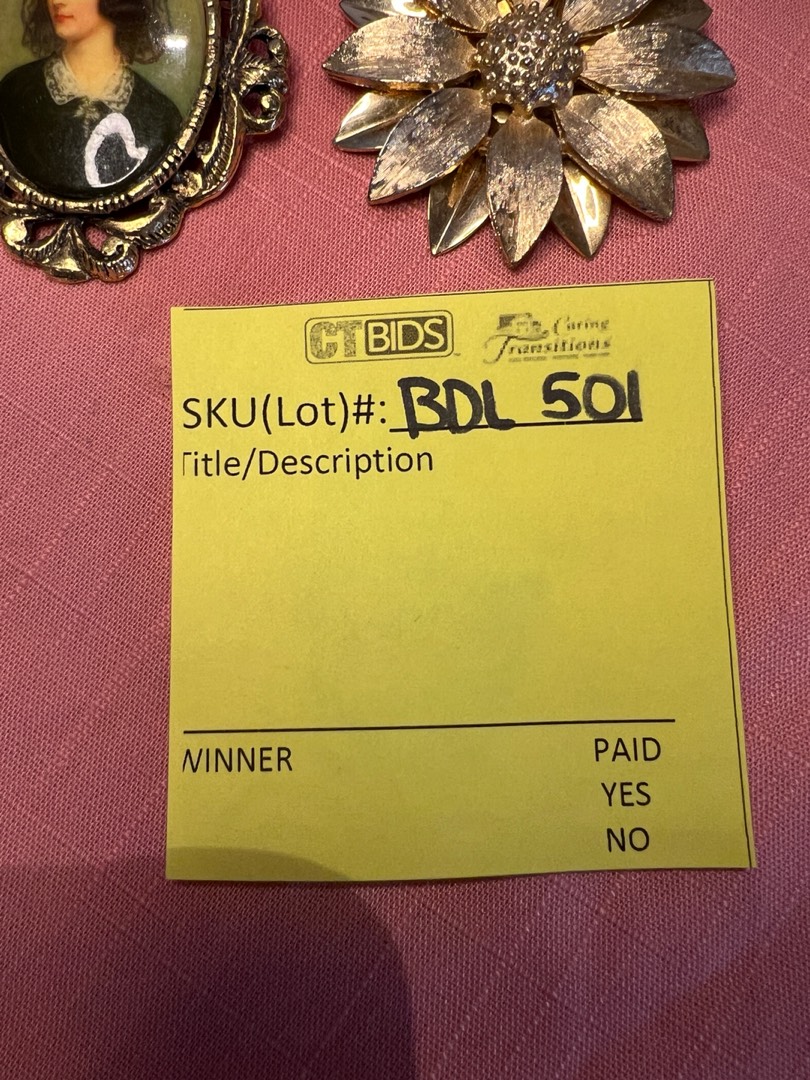 CTBIDS
Caring
Transitions
SKU(Lot)#: BDL 501
Title/Description
WINNER
PAID
YES
NO